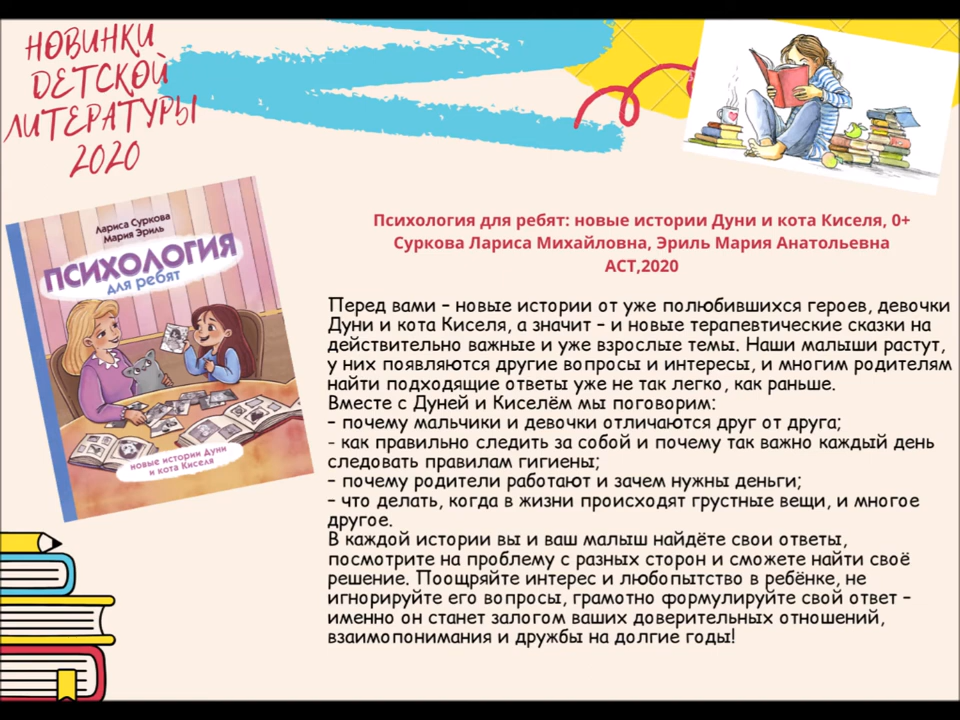 НОВИНКИ
ДЕТСКОЙ
ЛИТЕРАТУРЫ
2020
Лариса Суркова
Мария Эриль
ПСИХОЛОГИЯ
для ребят
новые истории Дуни
и кота Киселя
Психология для ребят: новые истории Дуни и кота Киселя, 0+
Суркова Лариса Михайловна, Эриль Мария Анатольевна
АСТ,2020
Перед вами – новые истории от уже полюбившихся героев, девочки
Дуни и кота Киселя, а значит – и новые терапевтические сказки на
действительно важные и уже взрослые темы. Наши малыши растут,
у них появляются другие вопросы и интересы, и многим родителям
найти подходящие ответы уже не так легко, как раньше.
Вместе с Дуней и Киселём мы поговорим:
– почему мальчики и девочки отличаются друг от друга;
- как правильно следить за собой и почему так важно каждый день
следовать правилам гигиены;
– почему родители работают и зачем нужны деньги;
– что делать, когда в жизни происходят грустные вещи, и многое
другое.
В каждой истории вы и ваш малыш найдёте свои ответы,
посмотрите на проблему с разных сторон и сможете найти своё
решение. Поощряйте интерес и любопытство в ребёнке, не
игнорируйте его вопросы, грамотно формулируйте свой ответ –
именно он станет залогом ваших доверительных отношений,
взаимопонимания и дружбы на долгие годы!